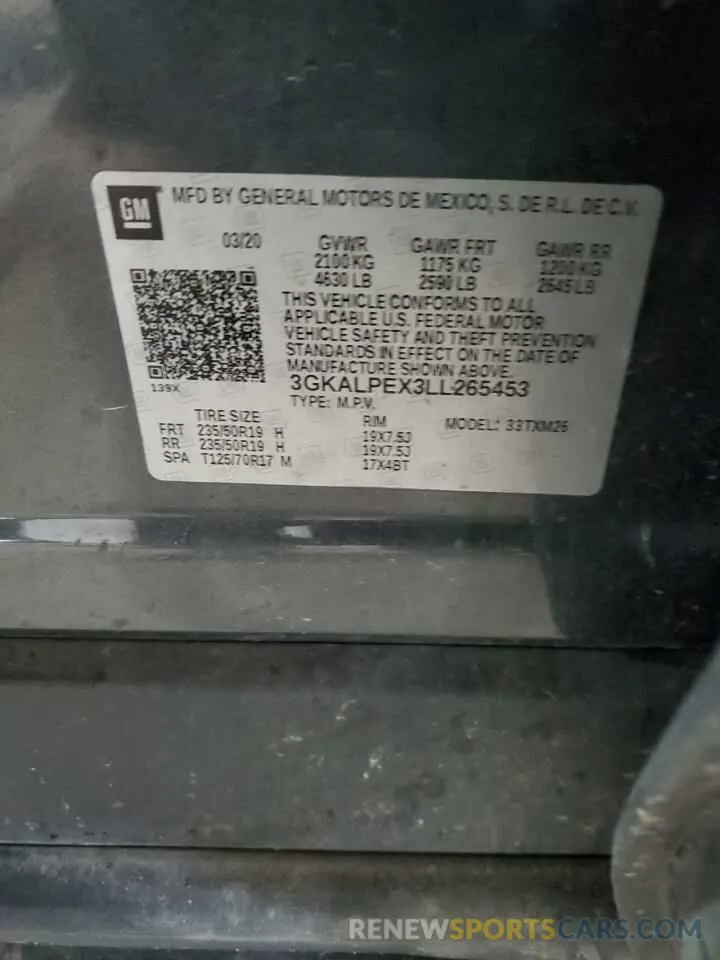 GM MFD BY GENERAL MOTORS DE MEXICO, S. DE R.L. DE C.V.
03/20 GVWR GAWR FRT GAWR RR
2100 KG 1175 KG 1200 KG
4630 LB 2590 LB 2645 LB
THIS VEHICLE CONFORMS TO ALL
APPLICABLE U.S. FEDERAL MOTOR
VEHICLE SAFETY AND THEFT PREVENTION
STANDARDS IN EFFECT ON THE DATE OF
MANUFACTURE SHOWN ABOVE.
139X
3GKALPEX3LL265453
TYPE: M.P.V.
TIRE SIZE RIM MODEL: 33TXM26
FRT 235/50R19 H 19X7.5J
RR 235/50R19 H 19X7.5J
SPA T125/70R17 M 17X4BT
RENEWSPORTSCARS.COM